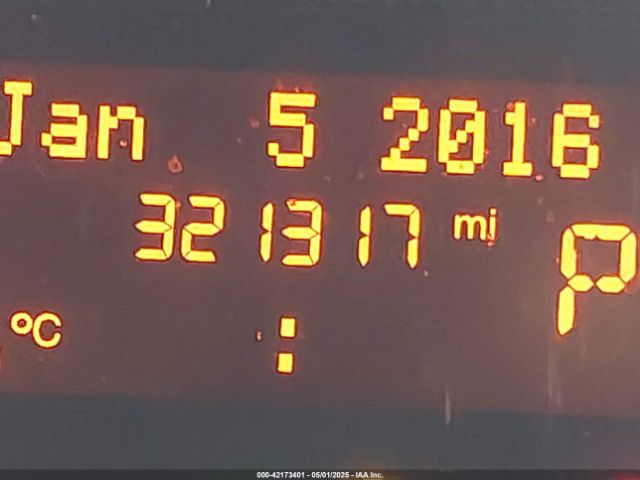 Jan 5 2016
321317 mi P
°C :
000-42173401 - 05/01/2025 - IAA Inc.